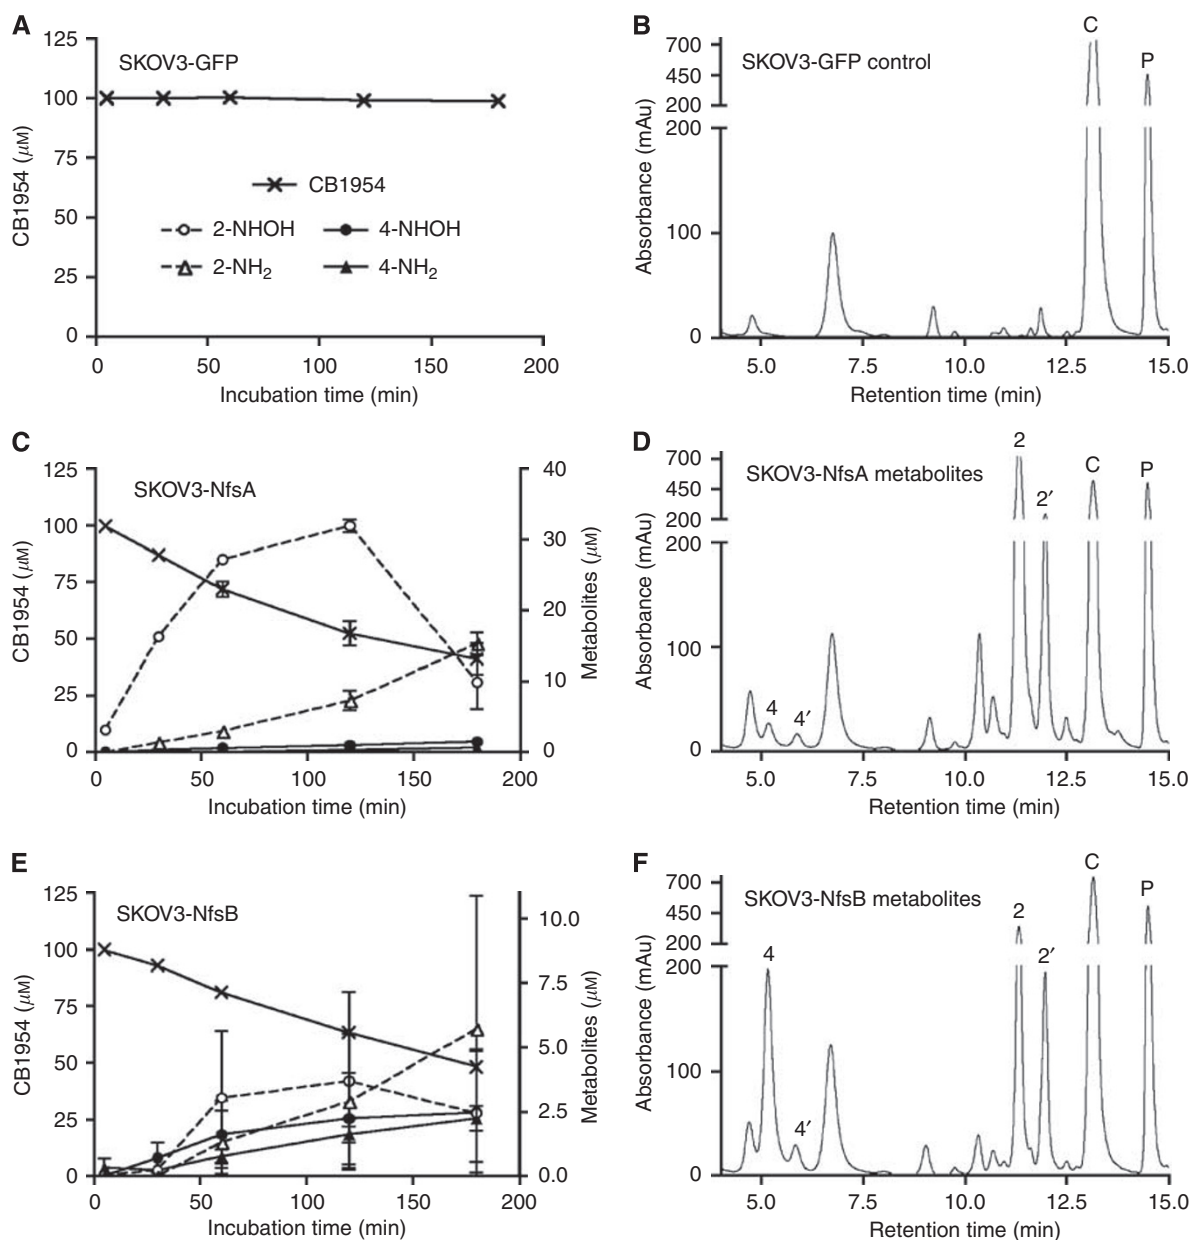 A
SKOV3-GFP
125
100
75
50
25
0
CB1954 (μM)
CB1954
2-NHOH
4-NHOH
2-NH2
4-NH2
0 50 100 150 200
Incubation time (min)
B
SKOV3-GFP control
C
P
700
450
200
200
100
0
Absorbance (mAu)
5.0 7.5 10.0 12.5 15.0
Retention time (min)
C
SKOV3-NfsA
125
100
75
50
25
0
CB1954 (μM)
40
30
20
10
0
Metabolites (μM)
0 50 100 150 200
Incubation time (min)
D
SKOV3-NfsA metabolites
2
2′
C
P
4
4′
700
450
200
200
100
0
Absorbance (mAu)
5.0 7.5 10.0 12.5 15.0
Retention time (min)
E
SKOV3-NfsB
125
100
75
50
25
0
CB1954 (μM)
10.0
7.5
5.0
2.5
0.0
Metabolites (μM)
0 50 100 150 200
Incubation time (min)
F
SKOV3-NfsB metabolites
C
P
2
2′
4
4′
700
450
200
200
100
0
Absorbance (mAu)
5.0 7.5 10.0 12.5 15.0
Retention time (min)